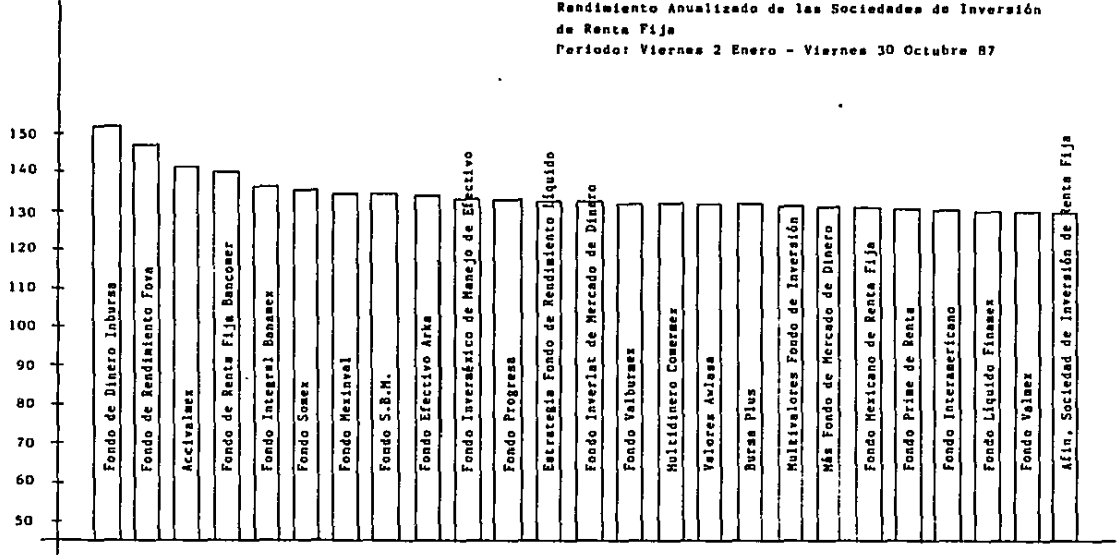 Rendimiento Anualizado de las Sociedades de Inversión
de Renta Fija
Periodo: Viernes 2 Enero - Viernes 30 Octubre 87
150
140
130
120
110
100
90
80
70
60
50
Fondo de Dinero Inbursa
Fondo de Rendimiento Fova
Accivalmex
Fondo de Renta Fija Bancomer
Fondo Integral Banamex
Fondo Somex
Fondo Mexinval
Fondo S.B.M.
Fondo Efectivo Arka
Fondo Inverméxico de Manejo de Efectivo
Fondo Progresa
Estrategia Fondo de Rendimiento Líquido
Fondo Inverlat de Mercado de Dinero
Fondo Valburmex
Multidinero Comermex
Valores Avlasa
Bursa Plus
Multivalores Fondo de Inversión
Más Fondo de Mercado de Dinero
Fondo Mexicano de Renta Fija
Fondo Prime de Renta
Fondo Interamericano
Fondo Líquido Finamex
Fondo Valmex
Afin, Sociedad de Inversión de Renta Fija